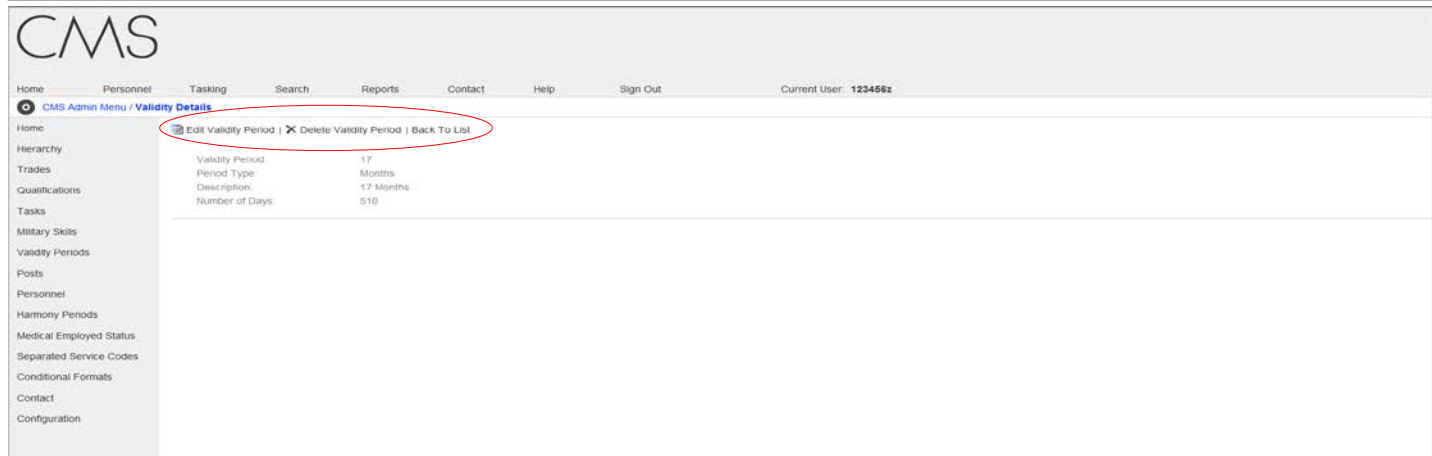 CMS
Home Personnel Tasking Search Reports Contact Help Sign Out Current User: 123456z
CMS Admin Menu / Validity Details
Home
Edit Validity Period | Delete Validity Period | Back To List
Hierarchy
Validity Period: 17
Trades
Period Type: Months
Qualifications
Description: 17 Months
Number of Days: 510
Tasks
Military Skills
Validity Periods
Posts
Personnel
Harmony Periods
Medical Employed Status
Separated Service Codes
Conditional Formats
Contact
Configuration